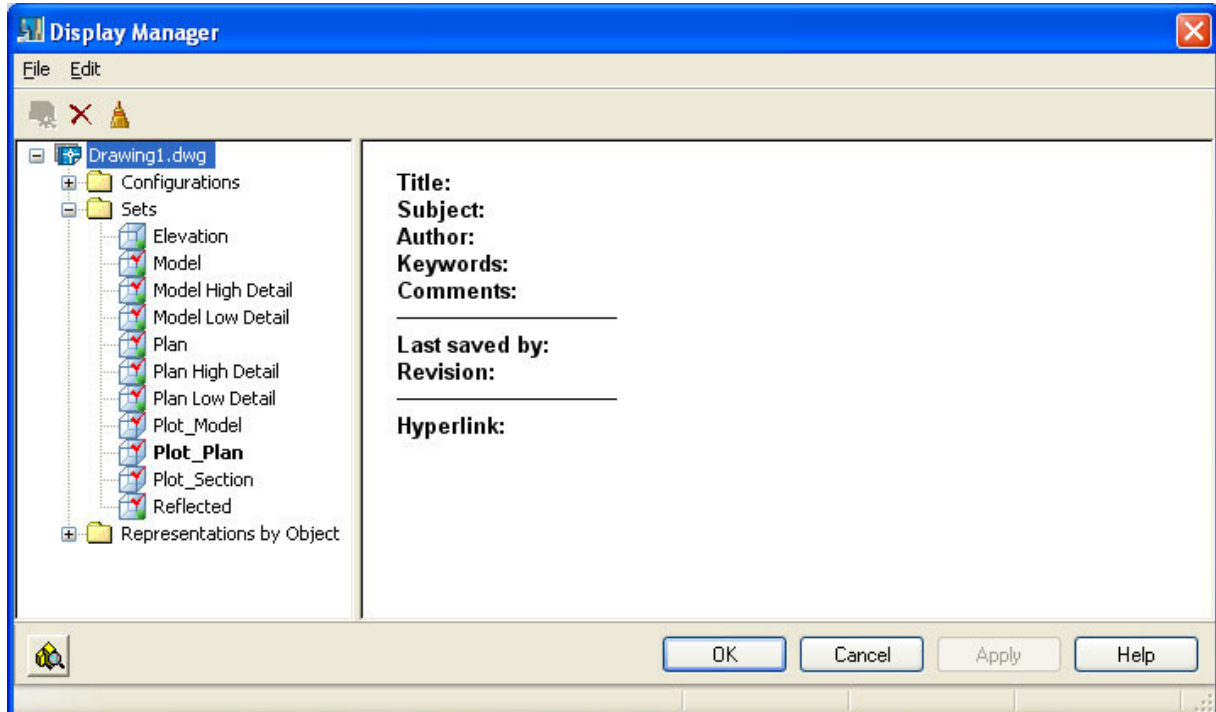 Display Manager
File Edit
Drawing1.dwg
Configurations
Sets
Elevation
Model
Model High Detail
Model Low Detail
Plan
Plan High Detail
Plan Low Detail
Plot_Model
Plot_Plan
Plot_Section
Reflected
Representations by Object
Title:
Subject:
Author:
Keywords:
Comments:
Last saved by:
Revision:
Hyperlink:
OK Cancel Apply Help